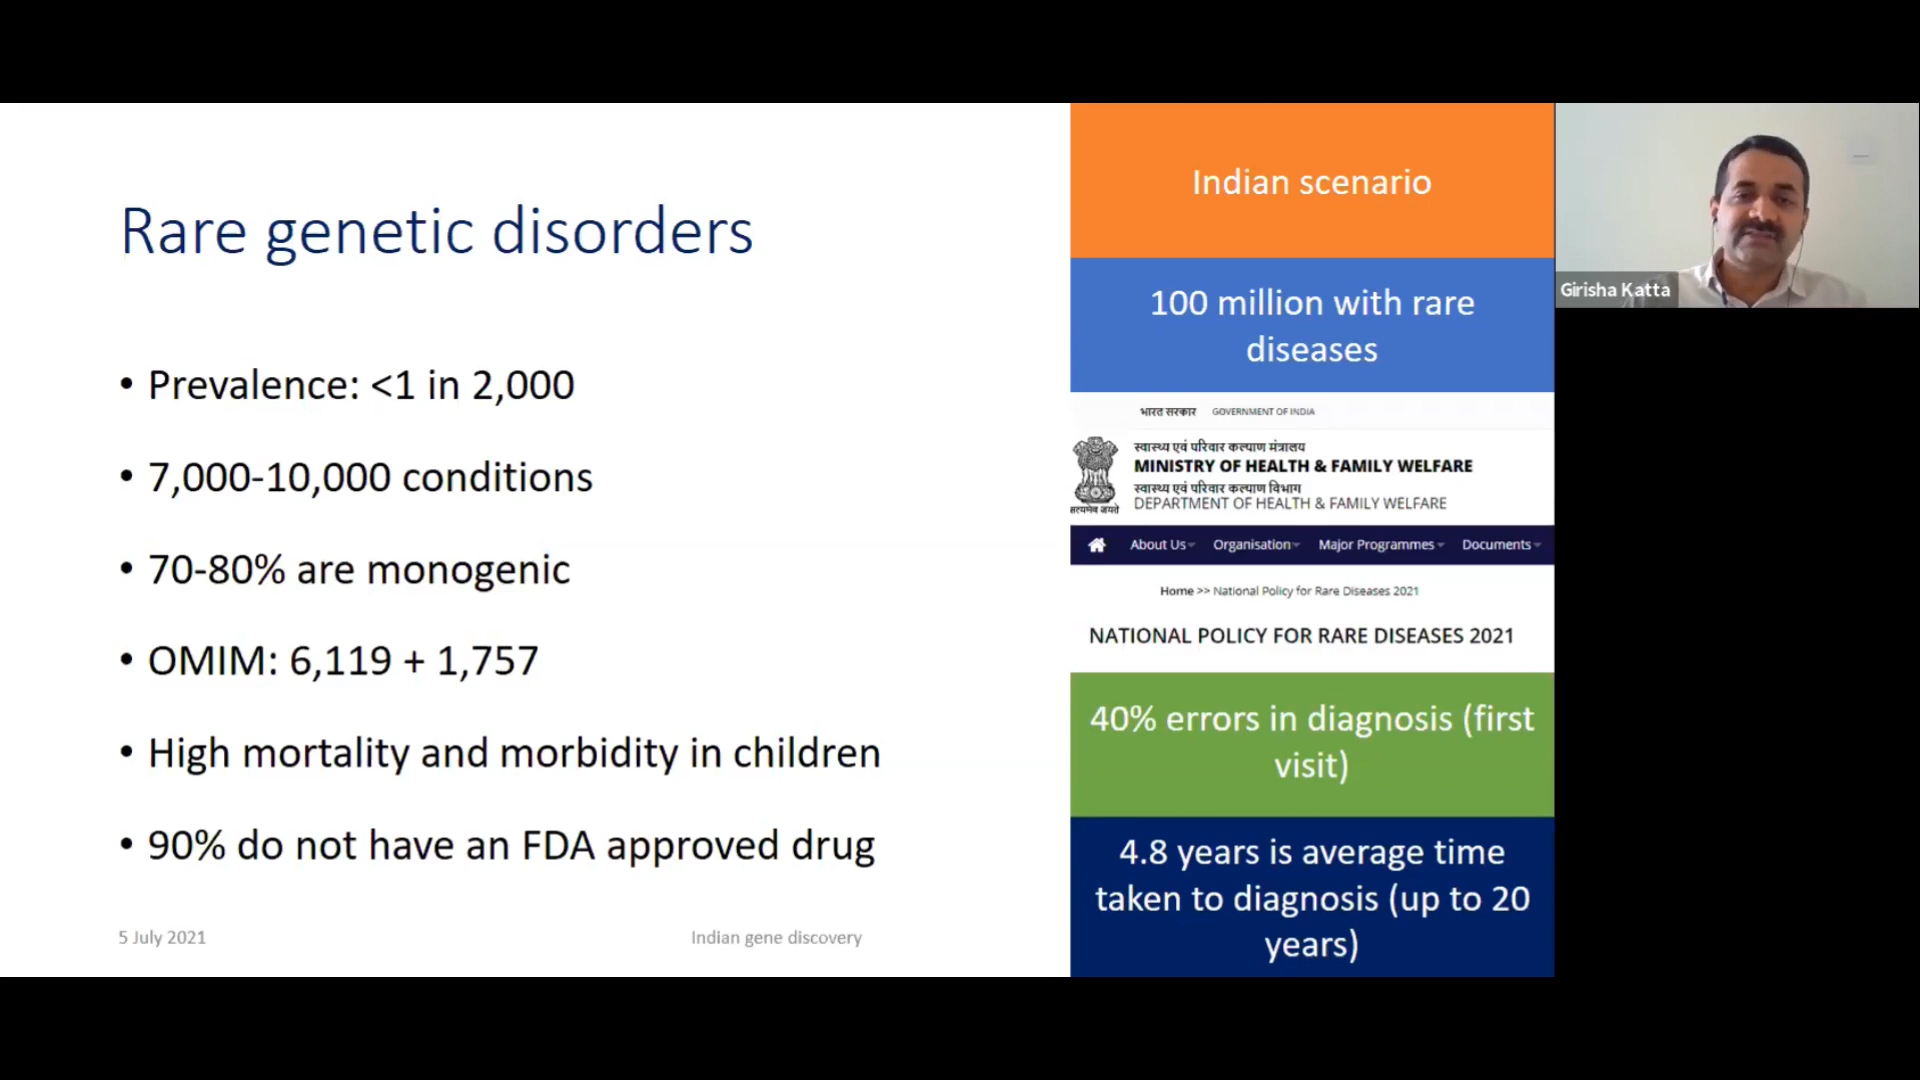 Rare genetic disorders
• Prevalence: <1 in 2,000
• 7,000-10,000 conditions
• 70-80% are monogenic
• OMIM: 6,119 + 1,757
• High mortality and morbidity in children
• 90% do not have an FDA approved drug
5 July 2021
Indian gene discovery
Indian scenario
100 million with rare
diseases
भारत सरकार GOVERNMENT OF INDIA
स्वास्थ्य एवं परिवार कल्याण मंत्रालय
MINISTRY OF HEALTH & FAMILY WELFARE
स्वास्थ्य एवं परिवार कल्याण विभाग
DEPARTMENT OF HEALTH & FAMILY WELFARE
सत्यमेव जयते
About Us Organisation Major Programmes Documents
Home >> National Policy for Rare Diseases 2021
NATIONAL POLICY FOR RARE DISEASES 2021
40% errors in diagnosis (first
visit)
4.8 years is average time
taken to diagnosis (up to 20
years)
Girisha Katta